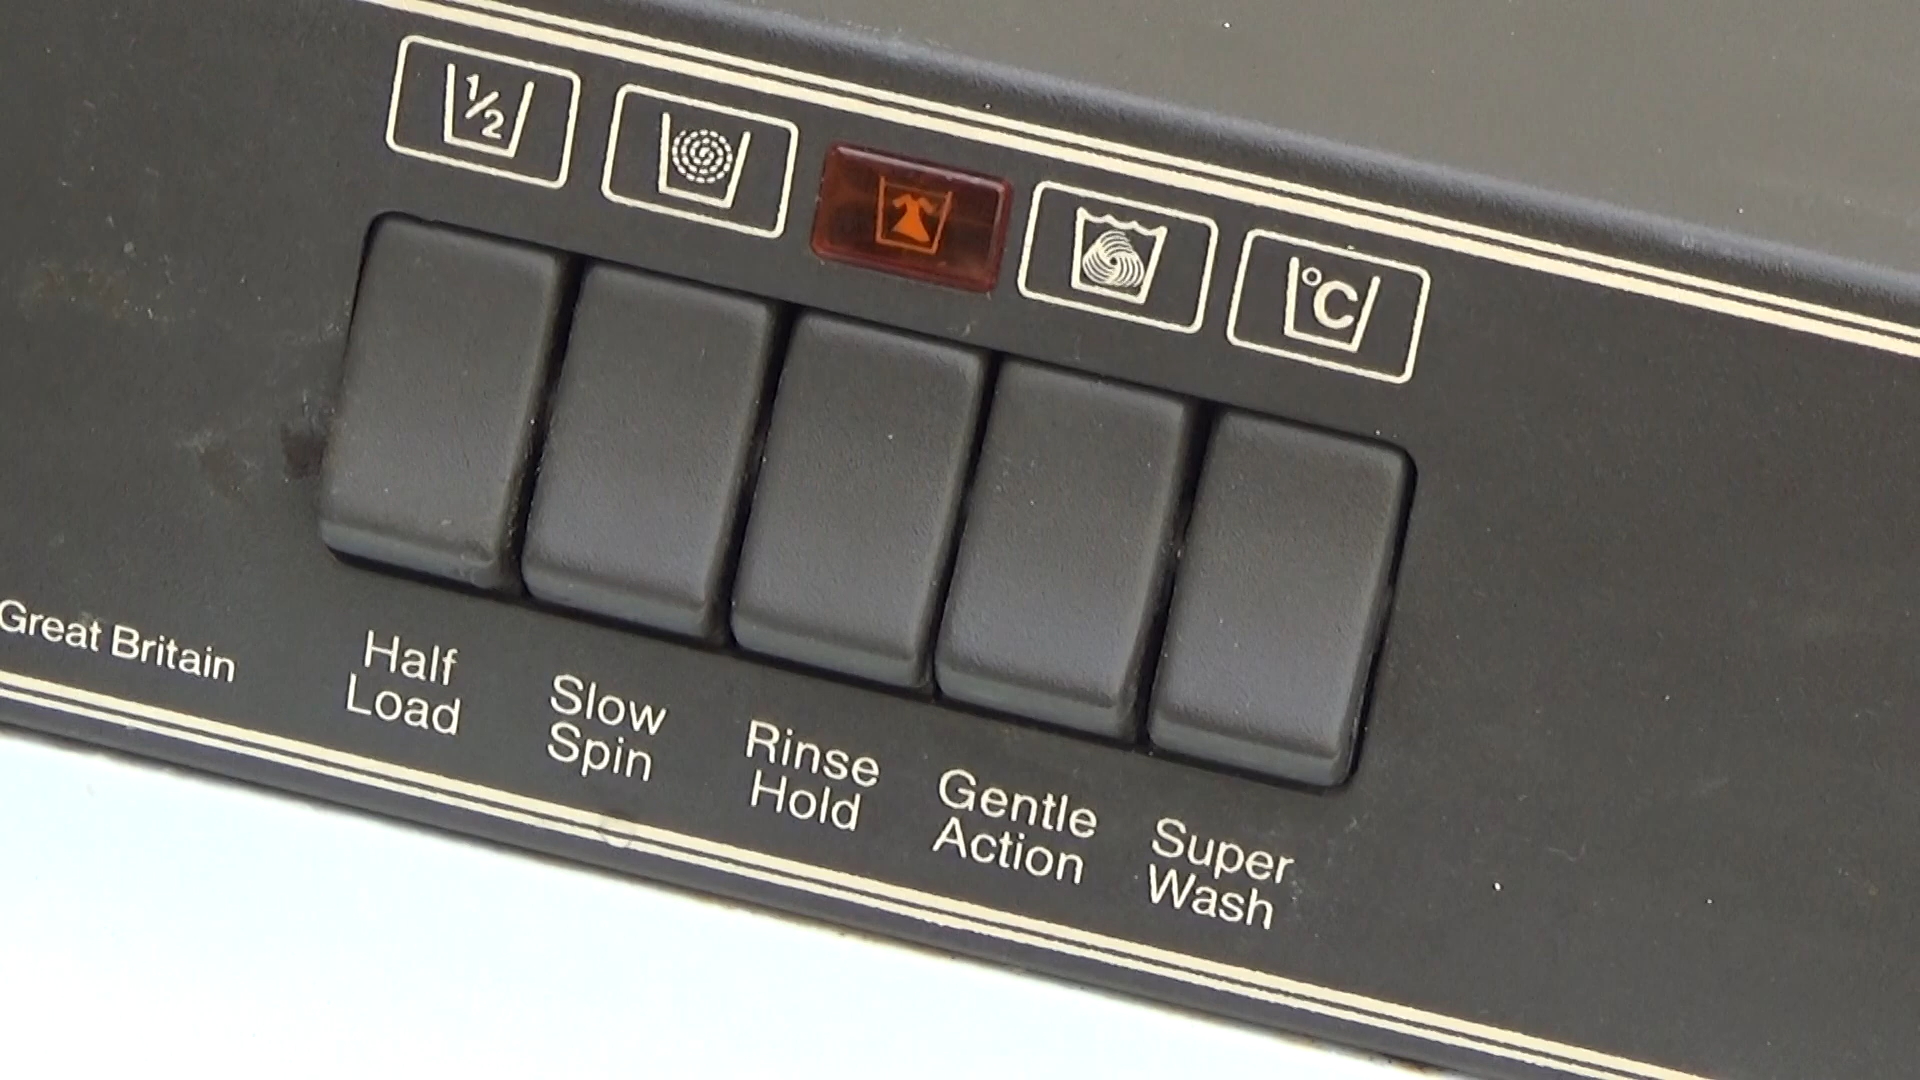 1/2
°C
Great Britain
Half
Load
Slow
Spin
Rinse
Hold
Gentle
Action
Super
Wash